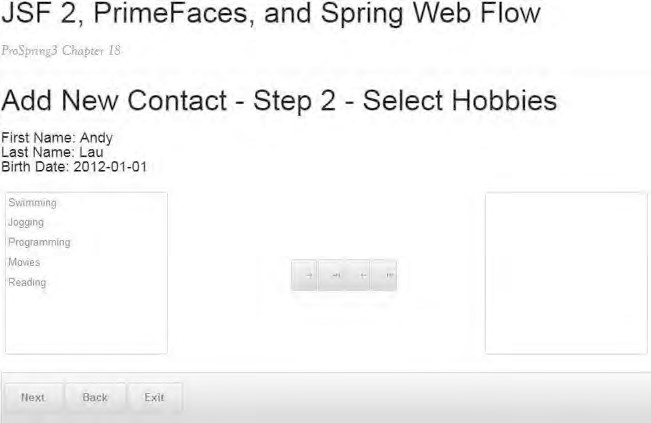 JSF 2, PrimeFaces, and Spring Web Flow
ProSpring3 Chapter 18
Add New Contact - Step 2 - Select Hobbies
First Name: Andy
Last Name: Lau
Birth Date: 2012-01-01
Swimming
Jogging
Programming
Movies
Reading
Next Back Exit